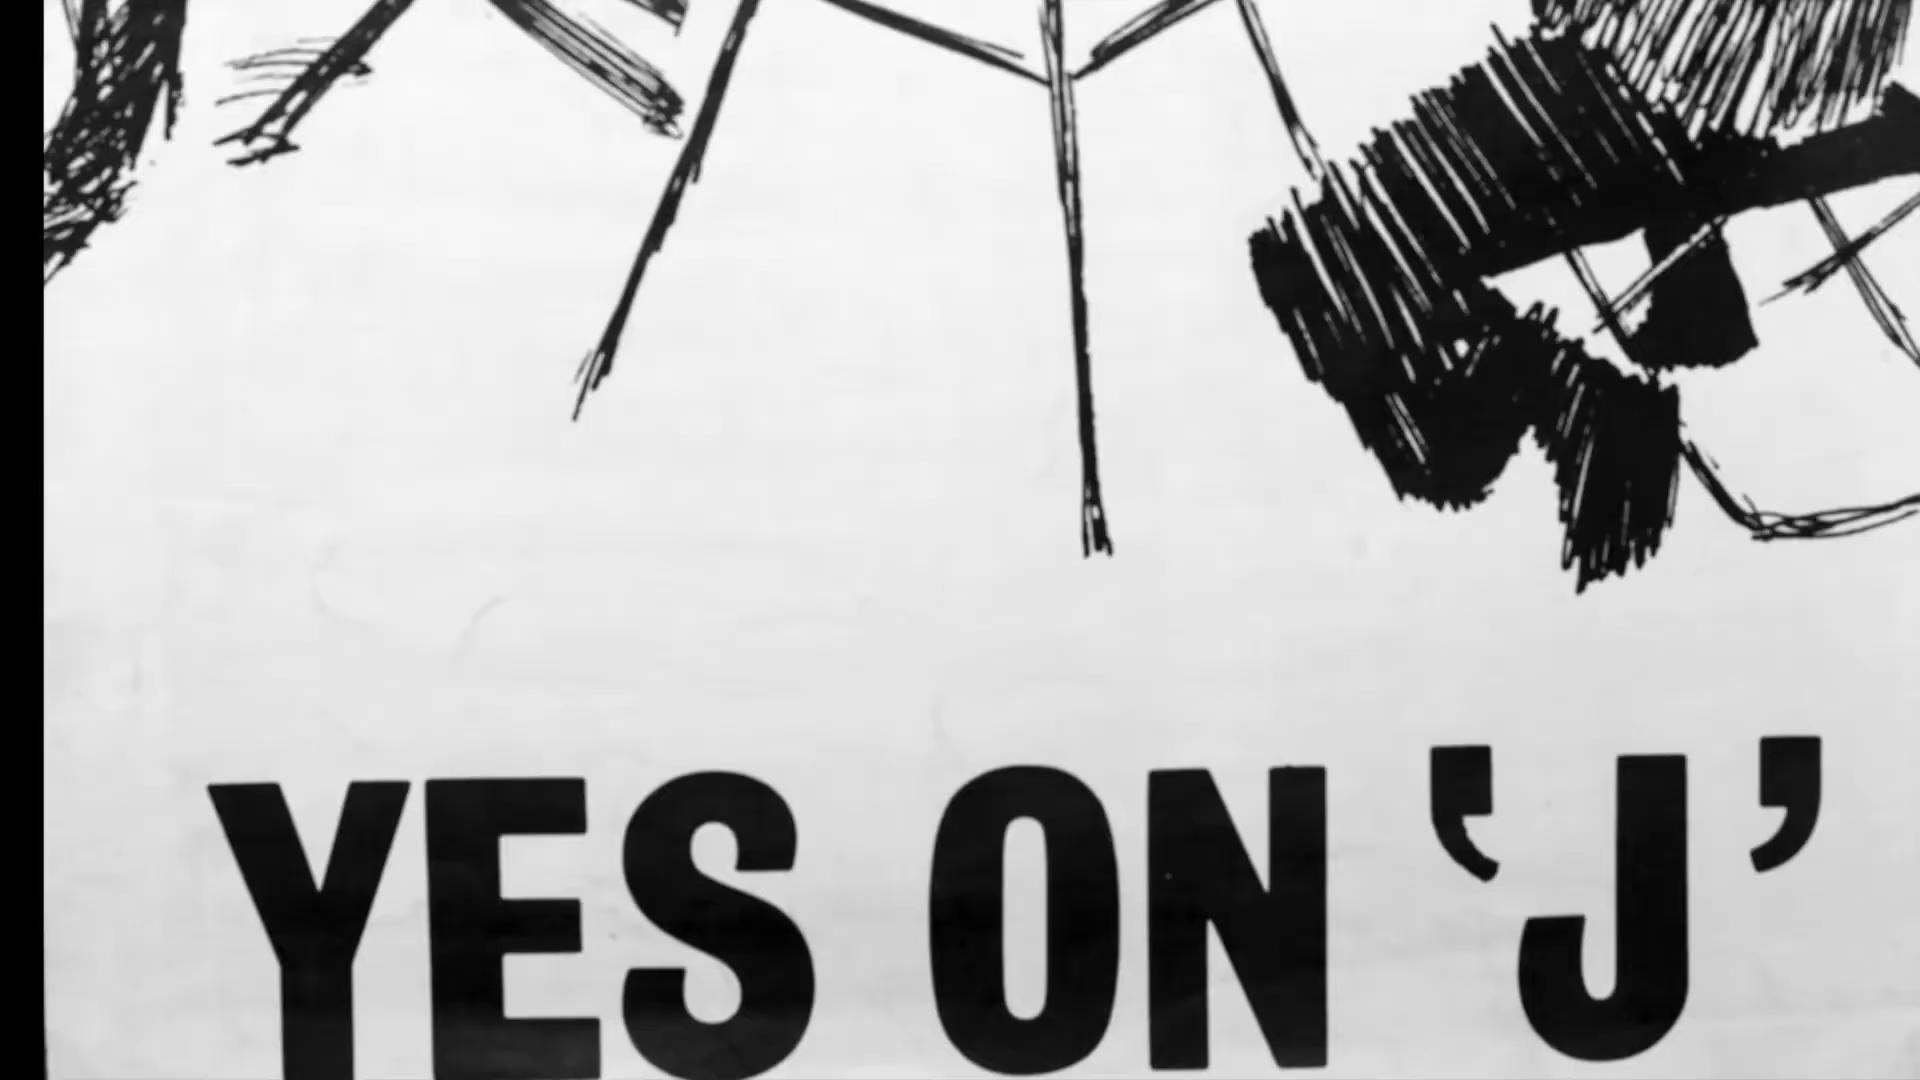 YES ON ‘J’